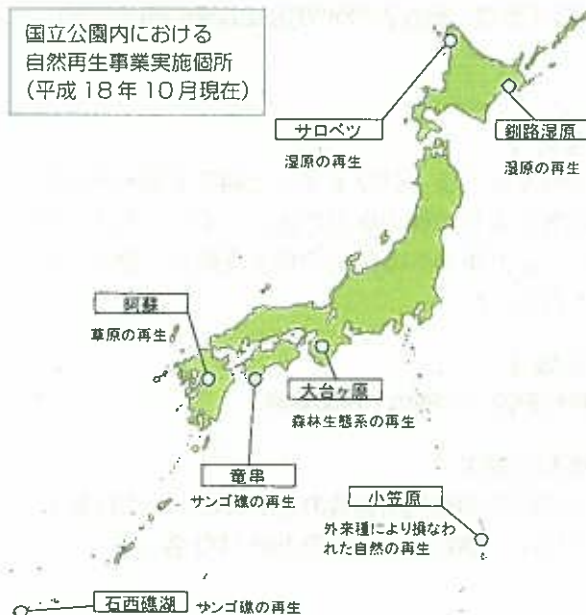 国立公園内における
自然再生事業実施個所
(平成18年10月現在)
サロベツ
湿原の再生
釧路湿原
湿原の再生
阿蘇
草原の再生
大台ヶ原
森林生態系の再生
竜串
サンゴ礁の再生
小笠原
外来種により損なわ
れた自然の再生
石西礁湖
サンゴ礁の再生